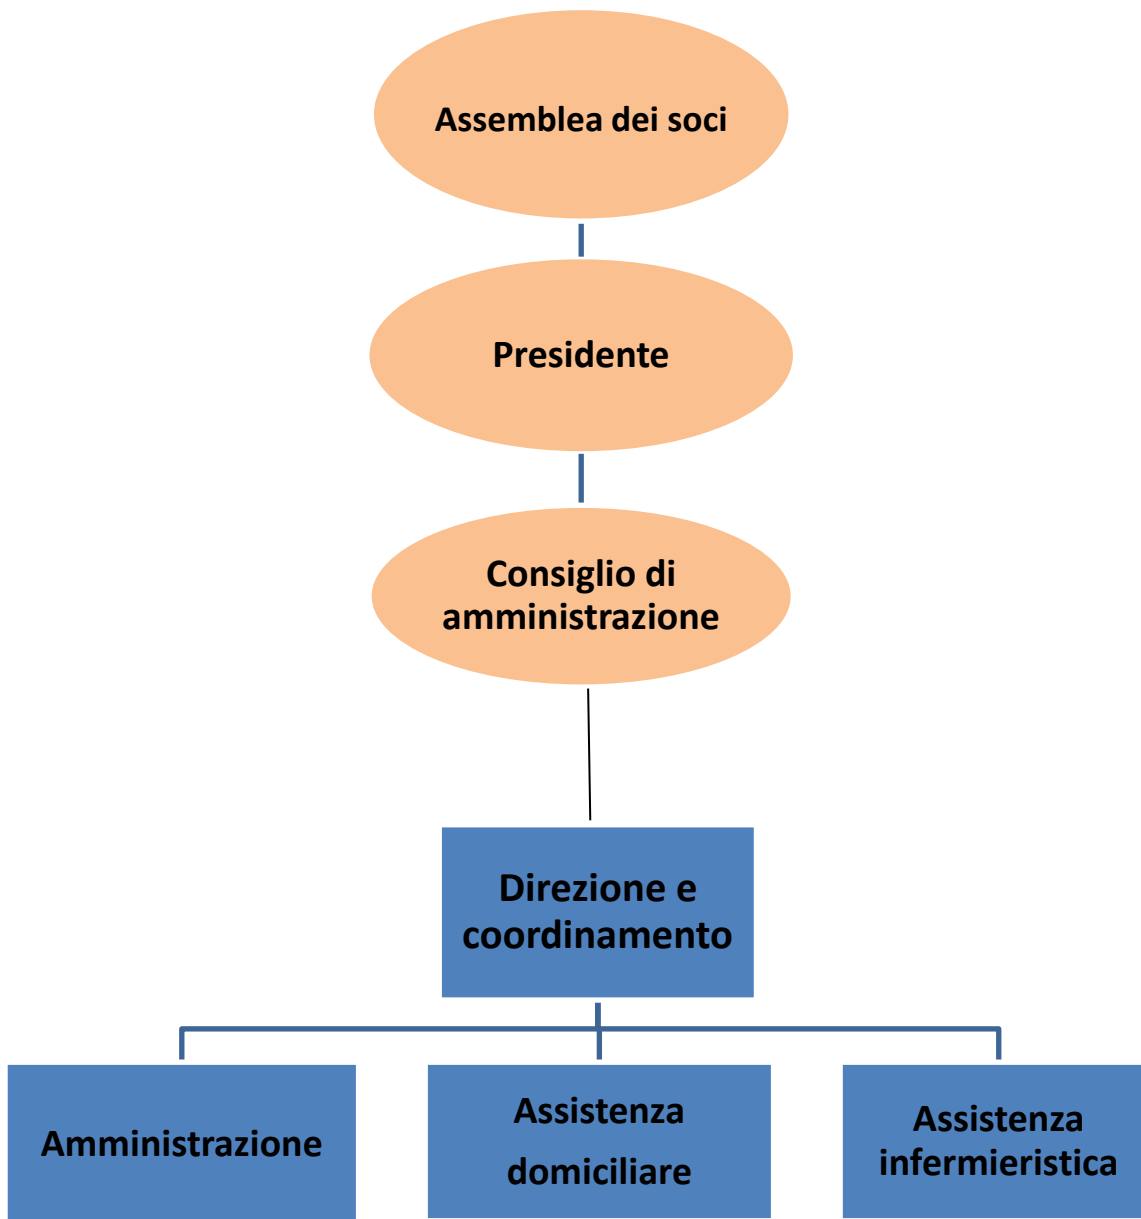 Assemblea dei soci
Presidente
Consiglio di
amministrazione
Direzione e
coordinamento
Amministrazione
Assistenza
domiciliare
Assistenza
infermieristica